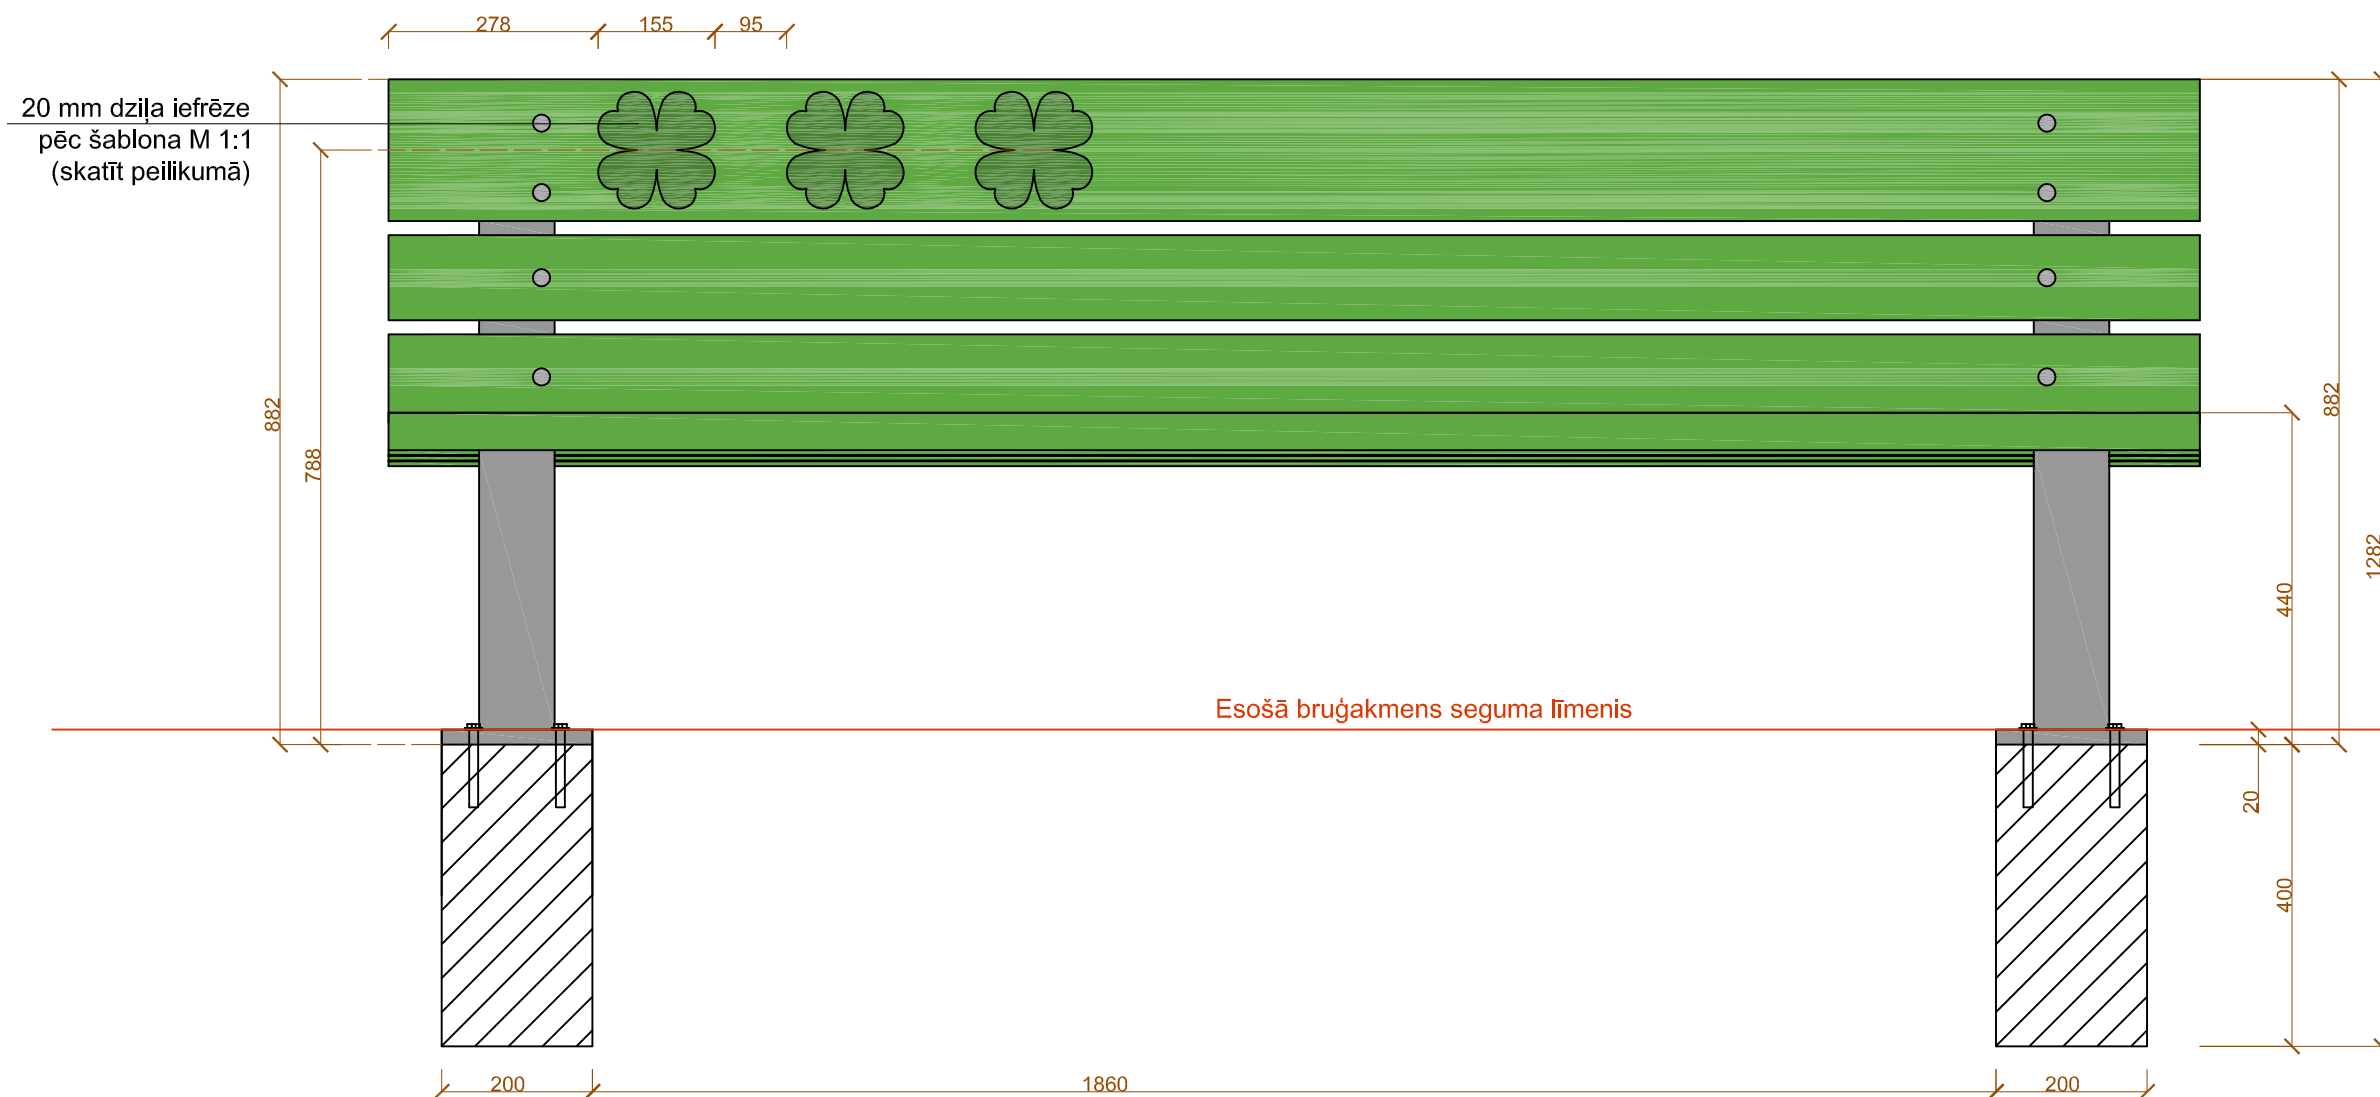 278 155 95
20 mm dziļa iefrēze
pēc šablona M 1:1
(skatīt peilikumā)
882
788
882
440
1282
Esošā bruģakmens seguma līmenis
20
400
200 1860 200